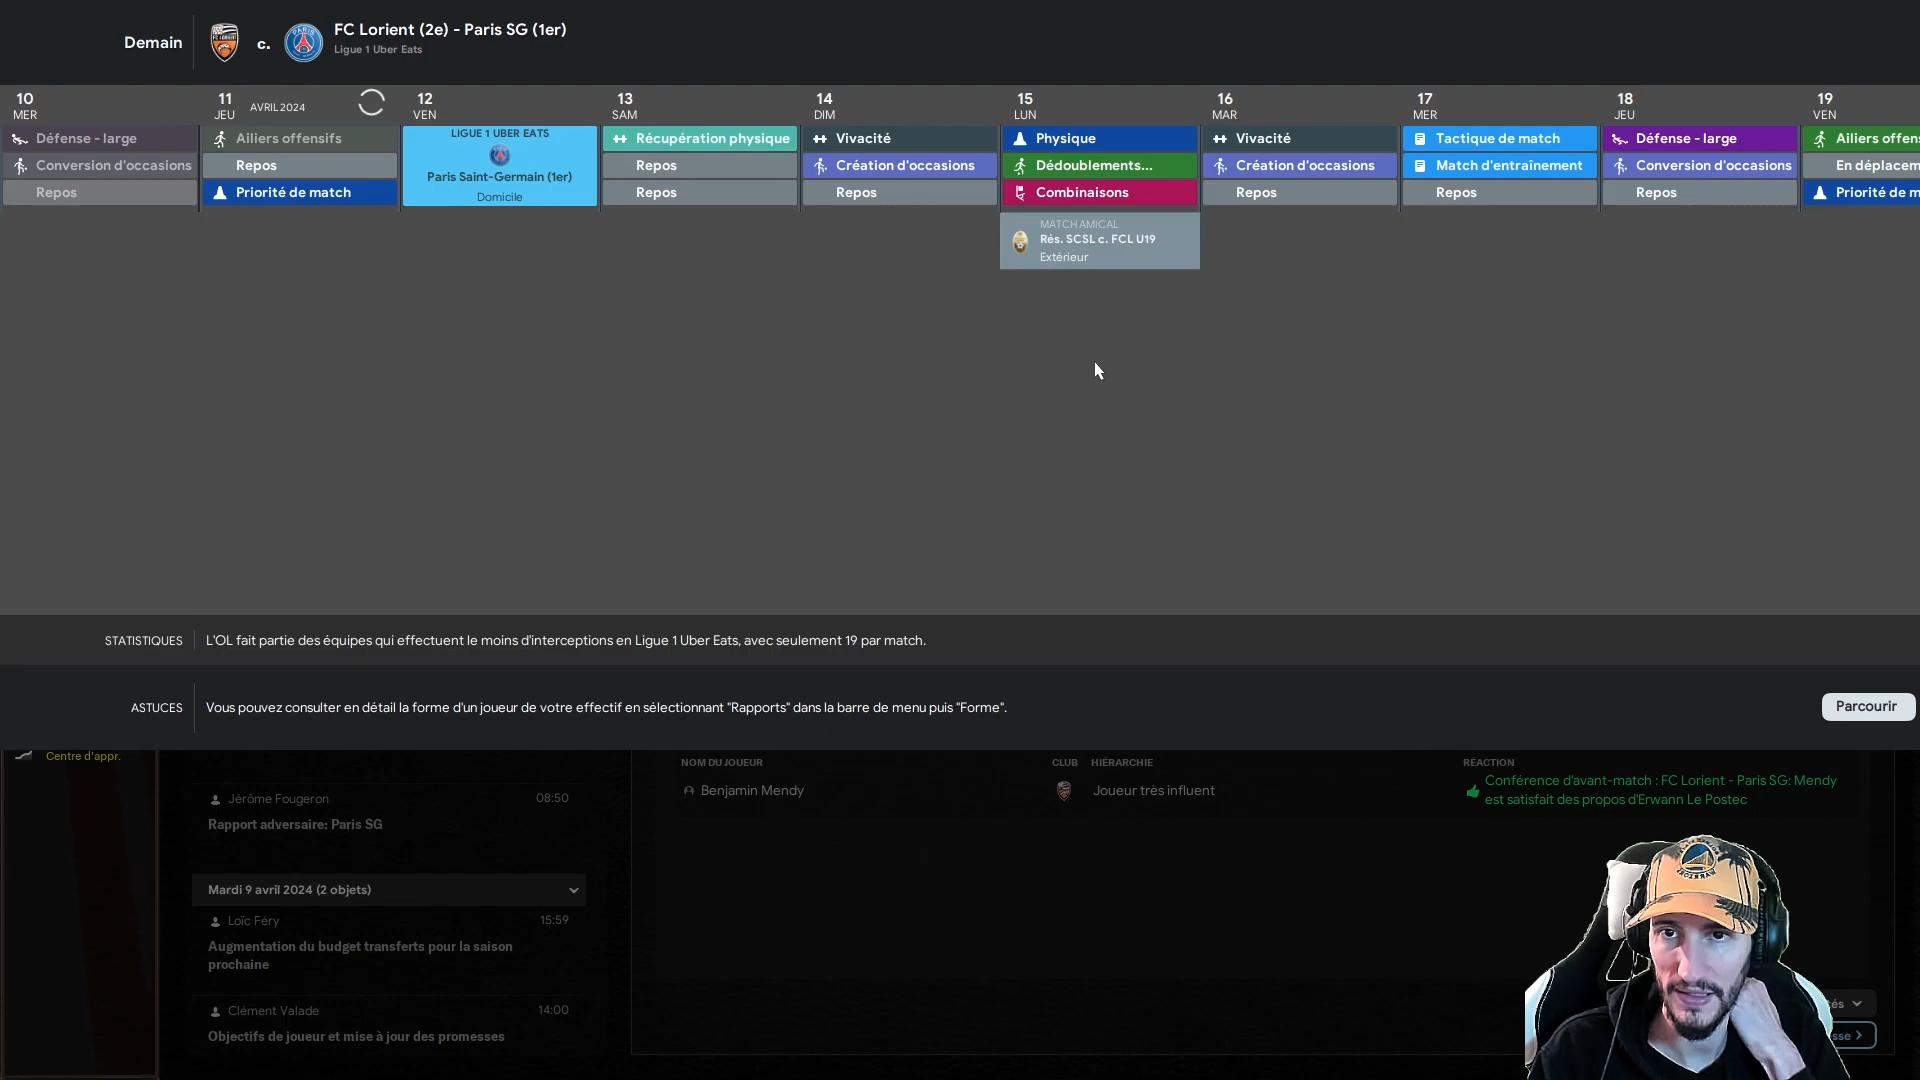 Demain
c.
FC Lorient (2e) - Paris SG (1er)
Ligue 1 Uber Eats
10
MER
11
JEU
AVRIL 2024
12
VEN
13
SAM
14
DIM
15
LUN
16
MAR
17
MER
18
JEU
19
VEN
Défense - large
Conversion d'occasions
Repos
Ailiers offensifs
Repos
Priorité de match
LIGUE 1 UBER EATS
Paris Saint-Germain (1er)
Domicile
Récupération physique
Repos
Repos
Vivacité
Création d'occasions
Repos
Physique
Dédoublements...
Combinaisons
MATCH AMICAL
Rés. SCSL c. FCL U19
Extérieur
Vivacité
Création d'occasions
Repos
Tactique de match
Match d'entraînement
Repos
Défense - large
Conversion d'occasions
Repos
Ailiers offens
En déplacem
Priorité de m
STATISTIQUES
L'OL fait partie des équipes qui effectuent le moins d'interceptions en Ligue 1 Uber Eats, avec seulement 19 par match.
ASTUCES
Vous pouvez consulter en détail la forme d'un joueur de votre effectif en sélectionnant "Rapports" dans la barre de menu puis "Forme".
Parcourir
Centre d'appr.
Jérôme Fougeron
08:50
Rapport adversaire: Paris SG
Mardi 9 avril 2024 (2 objets)
Loïc Féry
15:59
Augmentation du budget transferts pour la saison
prochaine
Clément Valade
14:00
Objectifs de joueur et mise à jour des promesses
NOM DU JOUEUR
CLUB
HIÉRARCHIE
RÉACTION
Benjamin Mendy
Joueur très influent
Conférence d'avant-match : FC Lorient - Paris SG: Mendy
est satisfait des propos d'Erwann Le Postec
és
sse